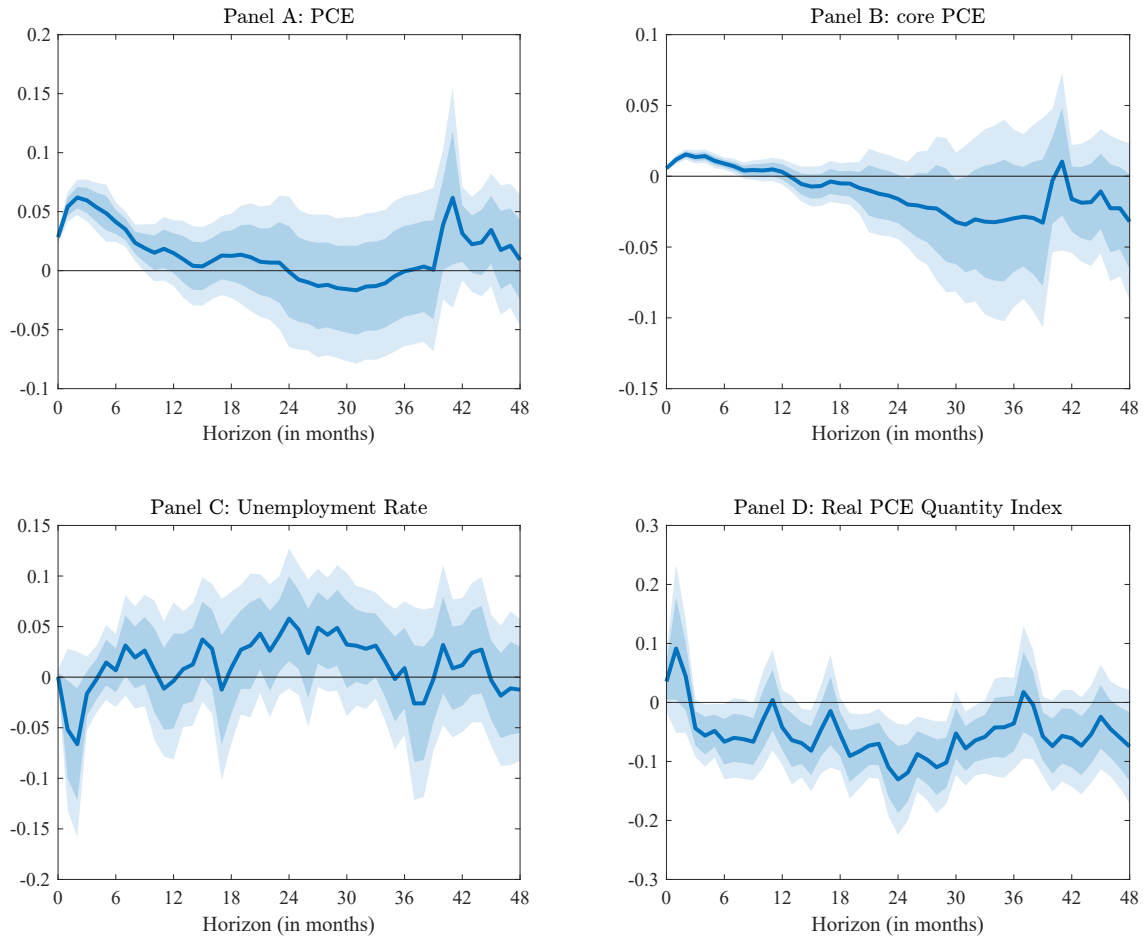 Panel A: PCE
0.2
0.15
0.1
0.05
0
-0.05
-0.1
0 6 12 18 24 30 36 42 48
Horizon (in months)
Panel B: core PCE
0.1
0.05
0
-0.05
-0.1
-0.15
0 6 12 18 24 30 36 42 48
Horizon (in months)
Panel C: Unemployment Rate
0.15
0.1
0.05
0
-0.05
-0.1
-0.15
-0.2
0 6 12 18 24 30 36 42 48
Horizon (in months)
Panel D: Real PCE Quantity Index
0.3
0.2
0.1
0
-0.1
-0.2
-0.3
0 6 12 18 24 30 36 42 48
Horizon (in months)